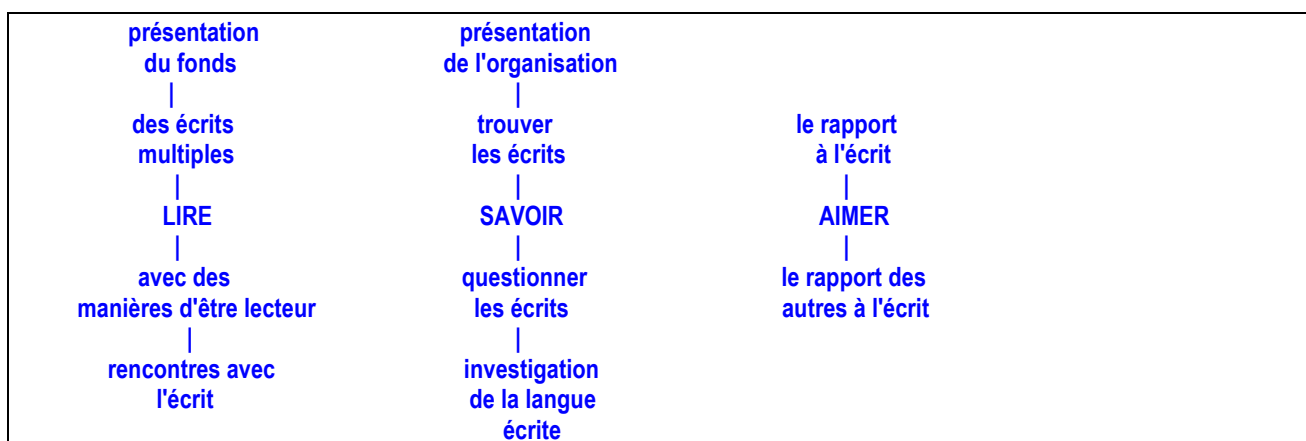 présentation
du fonds
|
des écrits
multiples
|
LIRE
|
avec des
manières d'être lecteur
|
rencontres avec
l'écrit
présentation
de l'organisation
|
trouver
les écrits
|
SAVOIR
|
questionner
les écrits
|
investigation
de la langue
écrite
le rapport
à l'écrit
|
AIMER
|
le rapport des
autres à l'écrit